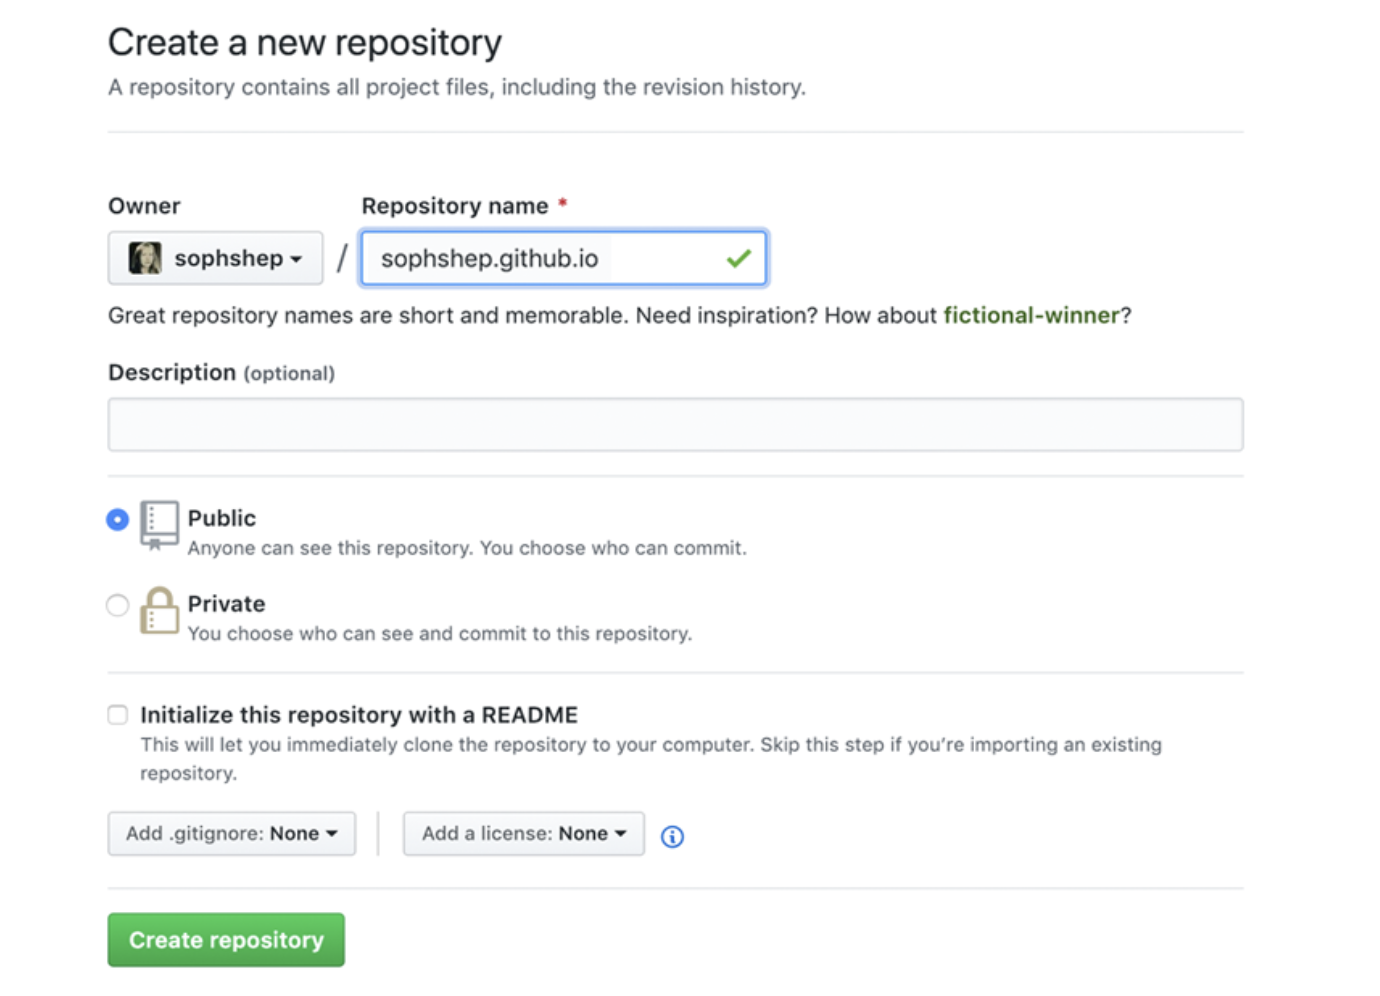 Create a new repository
A repository contains all project files, including the revision history.
Owner
Repository name *
sophshep
/
sophshep.github.io
Great repository names are short and memorable. Need inspiration? How about fictional-winner?
Description (optional)
Public
Anyone can see this repository. You choose who can commit.
Private
You choose who can see and commit to this repository.
Initialize this repository with a README
This will let you immediately clone the repository to your computer. Skip this step if you’re importing an existing
repository.
Add .gitignore: None
Add a license: None
Create repository